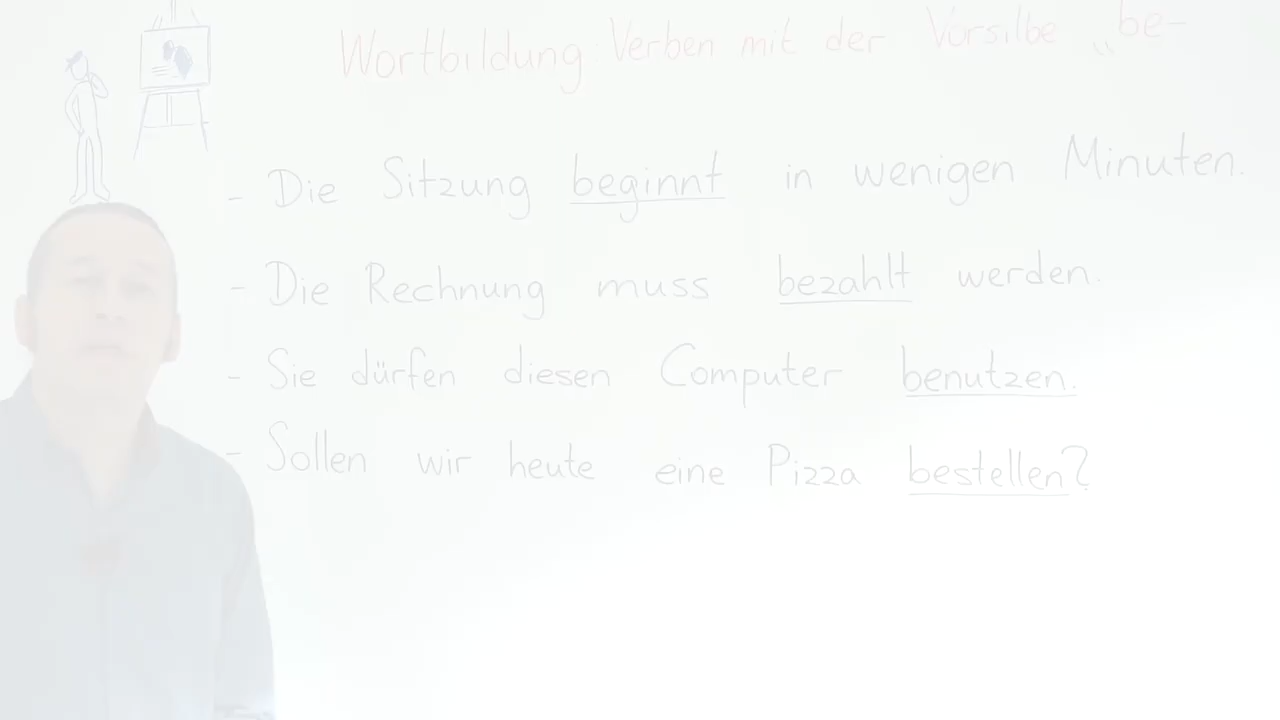 Wortbildung: Verben mit der Vorsilbe „be-
- Die Sitzung beginnt in wenigen Minuten.
- Die Rechnung muss bezahlt werden.
- Sie dürfen diesen Computer benutzen.
- Sollen wir heute eine Pizza bestellen?